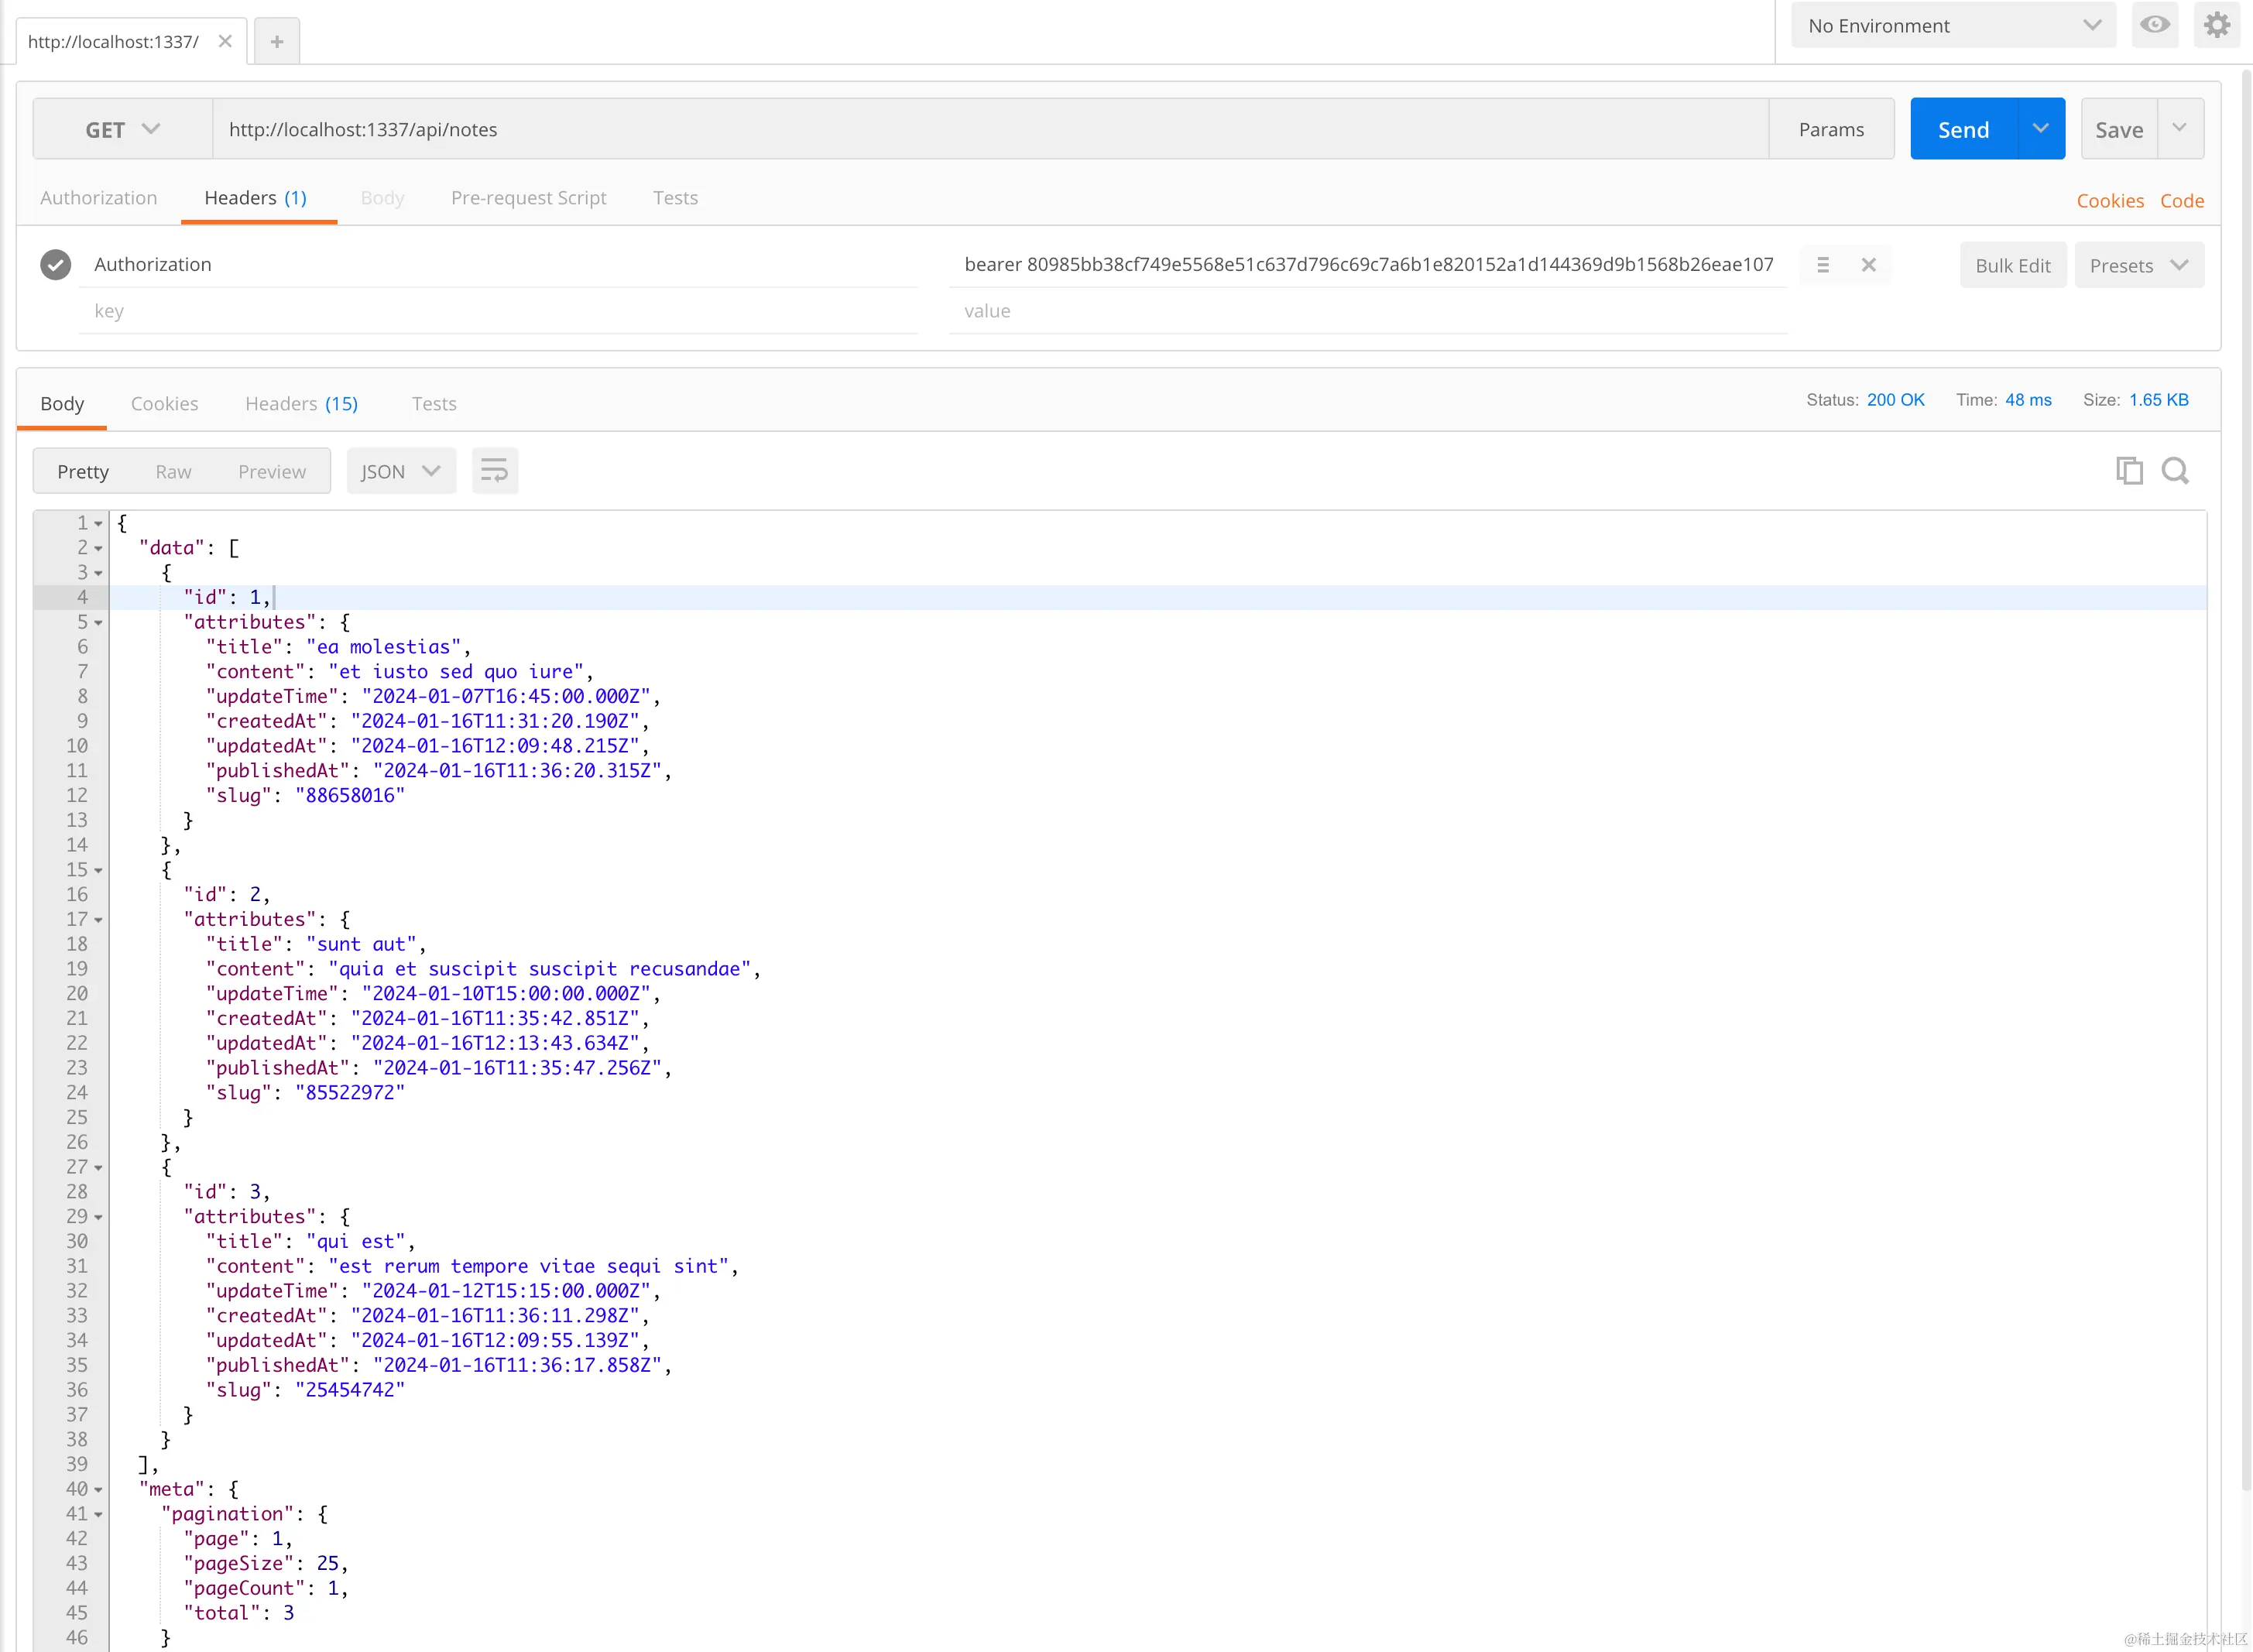 http://localhost:1337/
No Environment
GET http://localhost:1337/api/notes Params Send Save
Authorization Headers (1) Body Pre-request Script Tests Cookies Code
Authorization bearer 80985bb38cf749e5568e51c637d796c69c7a6b1e820152a1d144369d9b1568b26eae107 Bulk Edit Presets
key value
Body Cookies Headers (15) Tests Status: 200 OK Time: 48 ms Size: 1.65 KB
Pretty Raw Preview JSON
1 {
2 "data": [
3 {
4 "id": 1,
5 "attributes": {
6 "title": "ea molestias",
7 "content": "et iusto sed quo iure",
8 "updateTime": "2024-01-07T16:45:00.000Z",
9 "createdAt": "2024-01-16T11:31:20.190Z",
10 "updatedAt": "2024-01-16T12:09:48.215Z",
11 "publishedAt": "2024-01-16T11:36:20.315Z",
12 "slug": "88658016"
13 }
14 },
15 {
16 "id": 2,
17 "attributes": {
18 "title": "sunt aut",
19 "content": "quia et suscipit suscipit recusandae",
20 "updateTime": "2024-01-10T15:00:00.000Z",
21 "createdAt": "2024-01-16T11:35:42.851Z",
22 "updatedAt": "2024-01-16T12:13:43.634Z",
23 "publishedAt": "2024-01-16T11:35:47.256Z",
24 "slug": "85522972"
25 }
26 },
27 {
28 "id": 3,
29 "attributes": {
30 "title": "qui est",
31 "content": "est rerum tempore vitae sequi sint",
32 "updateTime": "2024-01-12T15:15:00.000Z",
33 "createdAt": "2024-01-16T11:36:11.298Z",
34 "updatedAt": "2024-01-16T12:09:55.139Z",
35 "publishedAt": "2024-01-16T11:36:17.858Z",
36 "slug": "25454742"
37 }
38 }
39 ],
40 "meta": {
41 "pagination": {
42 "page": 1,
43 "pageSize": 25,
44 "pageCount": 1,
45 "total": 3
46 }
@稀土掘金技术社区